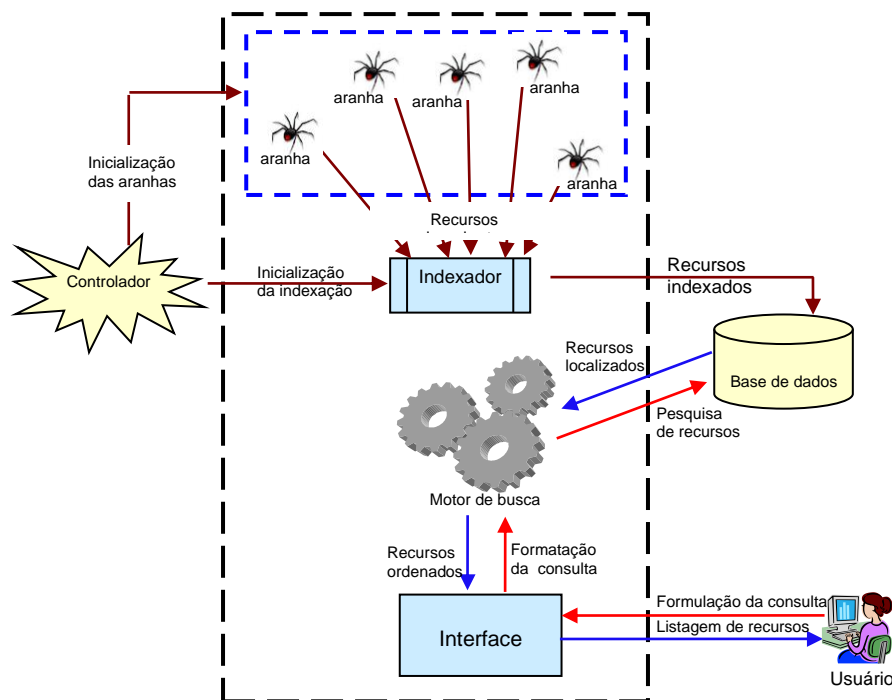 aranha
aranha
aranha
aranha
aranha
Inicialização
das aranhas
Recursos
Controlador
Inicialização
da indexação
Indexador
Recursos
indexados
Recursos
localizados
Base de dados
Pesquisa
de recursos
Motor de busca
Recursos
ordenados
Formatação
da consulta
Formulação da consulta
Listagem de recursos
Interface
Usuário